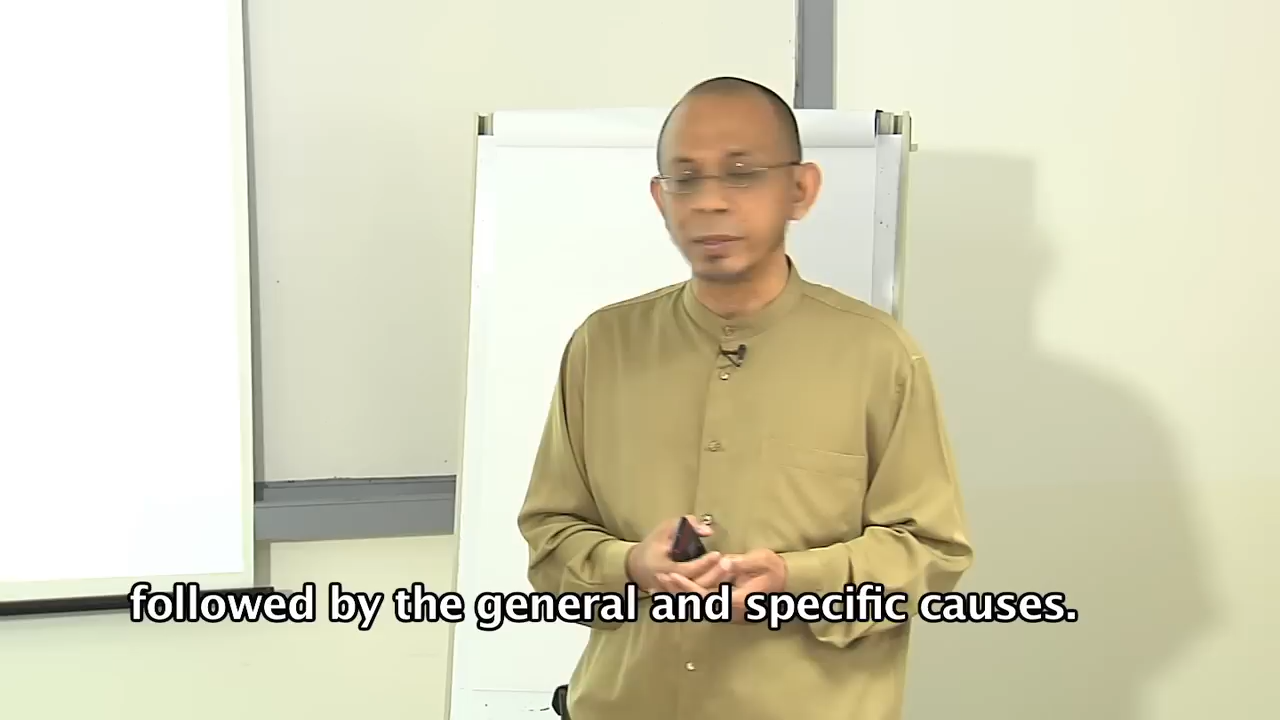 followed by the general and specific causes.